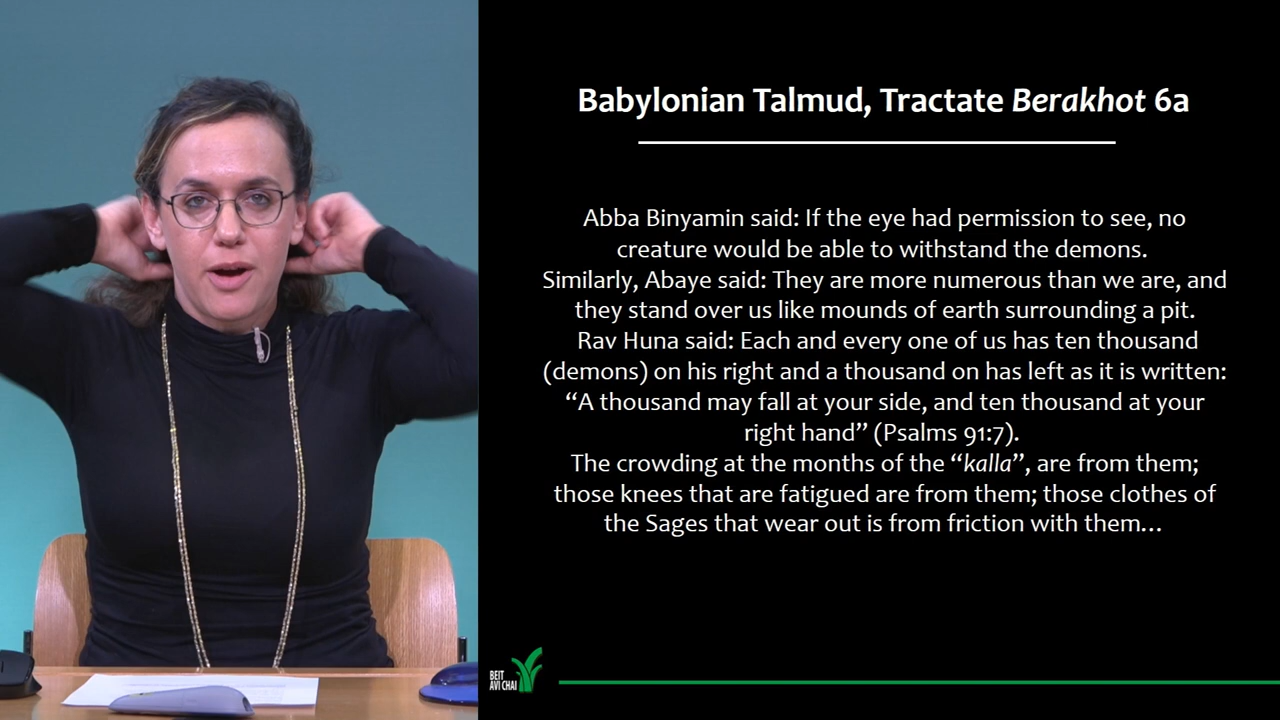 Babylonian Talmud, Tractate Berakhot 6a
Abba Binyamin said: If the eye had permission to see, no
creature would be able to withstand the demons.
Similarly, Abaye said: They are more numerous than we are, and
they stand over us like mounds of earth surrounding a pit.
Rav Huna said: Each and every one of us has ten thousand
(demons) on his right and a thousand on has left as it is written:
“A thousand may fall at your side, and ten thousand at your
right hand” (Psalms 91:7).
The crowding at the months of the “kalla”, are from them;
those knees that are fatigued are from them; those clothes of
the Sages that wear out is from friction with them...
BEIT
AVI CHAI